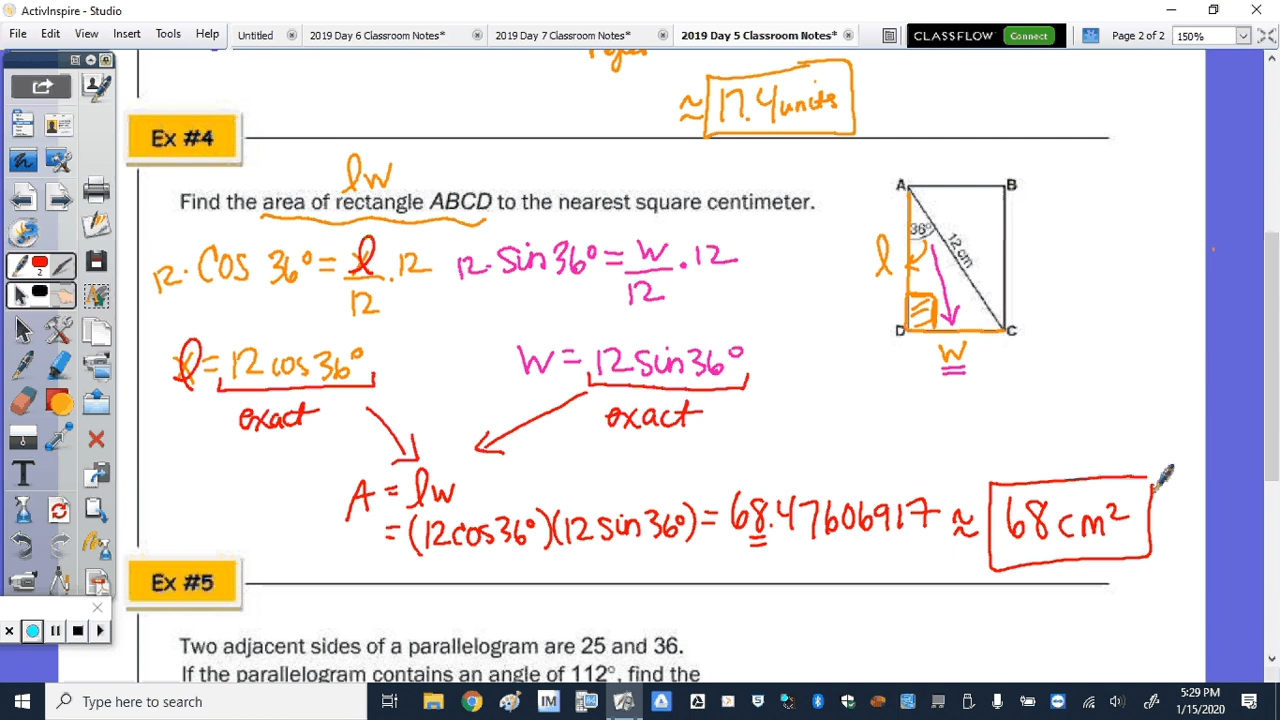 ActivInspire - Studio
File Edit View Insert Tools Help
Untitled
2019 Day 6 Classroom Notes*
2019 Day 7 Classroom Notes*
2019 Day 5 Classroom Notes*
CLASSFLOW Connect
Page 2 of 2
150%
≈ 17.4 units
Ex #4
lw
Find the area of rectangle ABCD to the nearest square centimeter.
12. Cos 36° = l/12 . 12
12. sin 36° = w/12 . 12
A B
36°
12 cm
l
D C
w
l = 12 cos 36°
w = 12 sin 36°
exact
exact
A = lw
= (12 cos 36°)(12 sin 36°) = 68.47606917 ≈ 68 cm²
Ex #5
Two adjacent sides of a parallelogram are 25 and 36.
If the parallelogram contains an angle of 112°, find the
2
T
Type here to search
IM
5:29 PM
1/15/2020